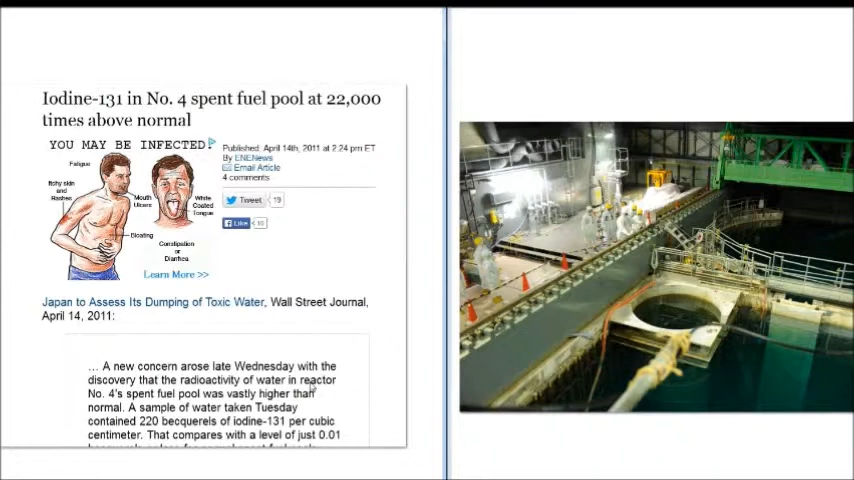 Iodine-131 in No. 4 spent fuel pool at 22,000
times above normal
YOU MAY BE INFECTED!
Fatigue
Itchy skin
and
Rashes
Mouth
Ulcers
White
Coated
Tongue
Bloating
Constipation
or
Diarrhea
Learn More >>
Published: April 14th, 2011 at 2:24 pm ET
By ENENews
Email Article
4 comments
Tweet 19
Like 10
Japan to Assess Its Dumping of Toxic Water, Wall Street Journal,
April 14, 2011:
… A new concern arose late Wednesday with the
discovery that the radioactivity of water in reactor
No. 4's spent fuel pool was vastly higher than
normal. A sample of water taken Tuesday
contained 220 becquerels of iodine-131 per cubic
centimeter. That compares with a level of just 0.01